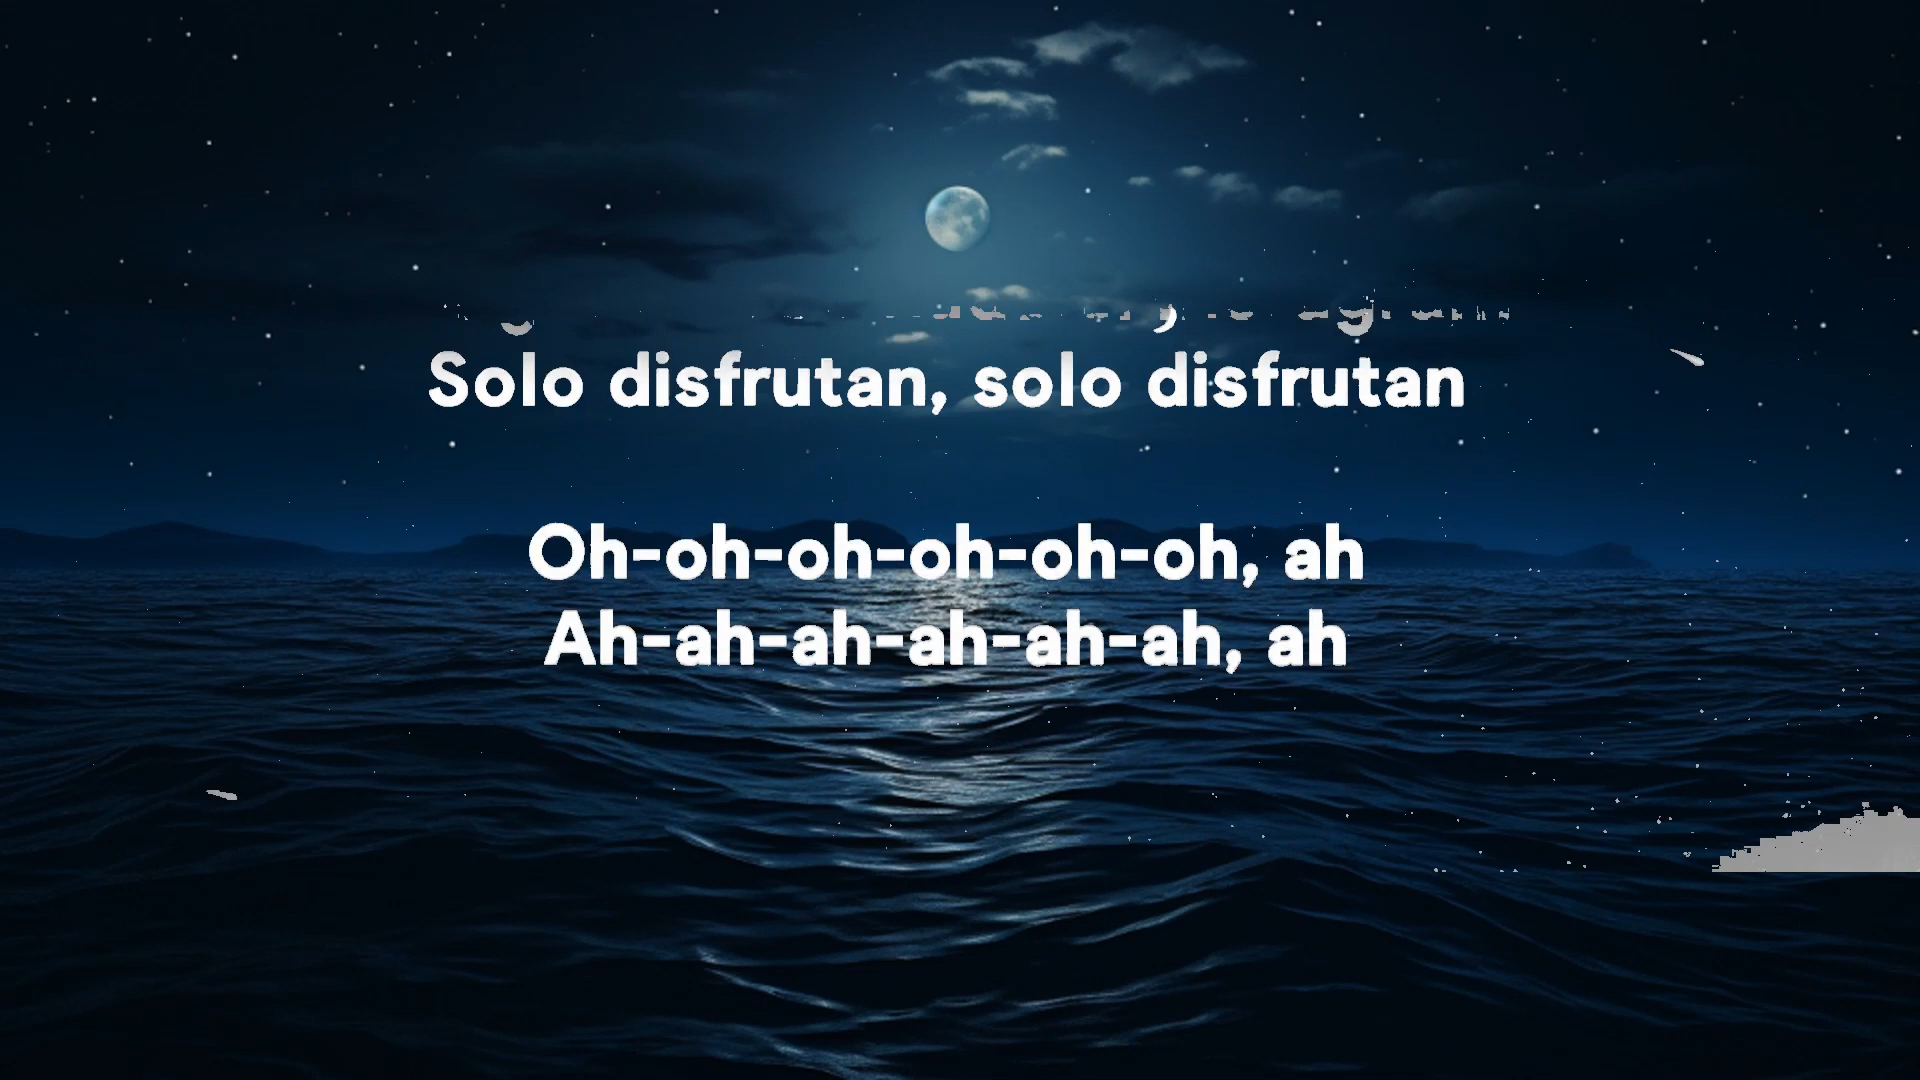 Solo disfrutan, solo disfrutan
Oh-oh-oh-oh-oh-oh, ah
Ah-ah-ah-ah-ah-ah, ah